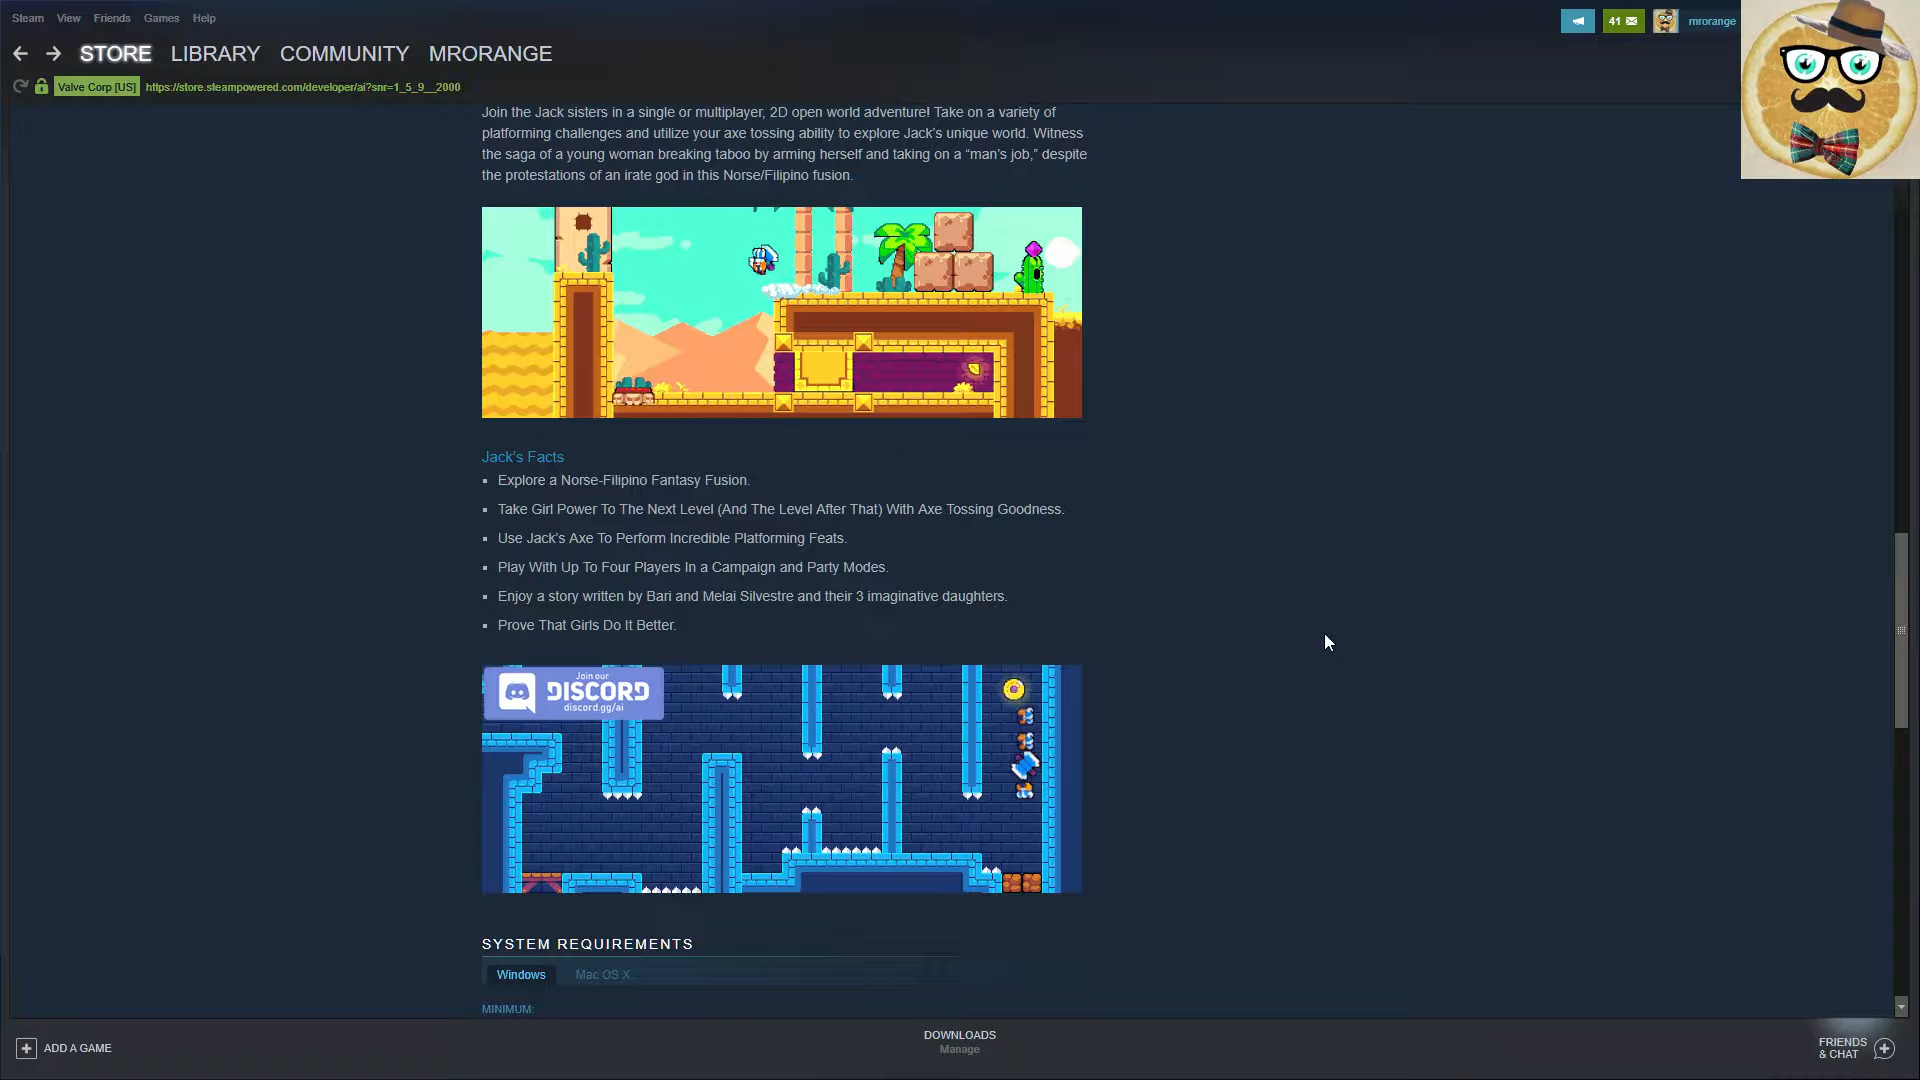 Steam View Friends Games Help
41 mrorange
STORE LIBRARY COMMUNITY MRORANGE
Valve Corp [US] https://store.steampowered.com/developer/ai?snr=1_5_9__2000
Join the Jack sisters in a single or multiplayer, 2D open world adventure! Take on a variety of
platforming challenges and utilize your axe tossing ability to explore Jack's unique world. Witness
the saga of a young woman breaking taboo by arming herself and taking on a “man's job,” despite
the protestations of an irate god in this Norse/Filipino fusion.
Jack's Facts
▪ Explore a Norse-Filipino Fantasy Fusion.
▪ Take Girl Power To The Next Level (And The Level After That) With Axe Tossing Goodness.
▪ Use Jack's Axe To Perform Incredible Platforming Feats.
▪ Play With Up To Four Players In a Campaign and Party Modes.
▪ Enjoy a story written by Bari and Melai Silvestre and their 3 imaginative daughters.
▪ Prove That Girls Do It Better.
Join our
DISCORD
discord.gg/ai
SYSTEM REQUIREMENTS
Windows Mac OS X
MINIMUM:
ADD A GAME
DOWNLOADS
Manage
FRIENDS
& CHAT